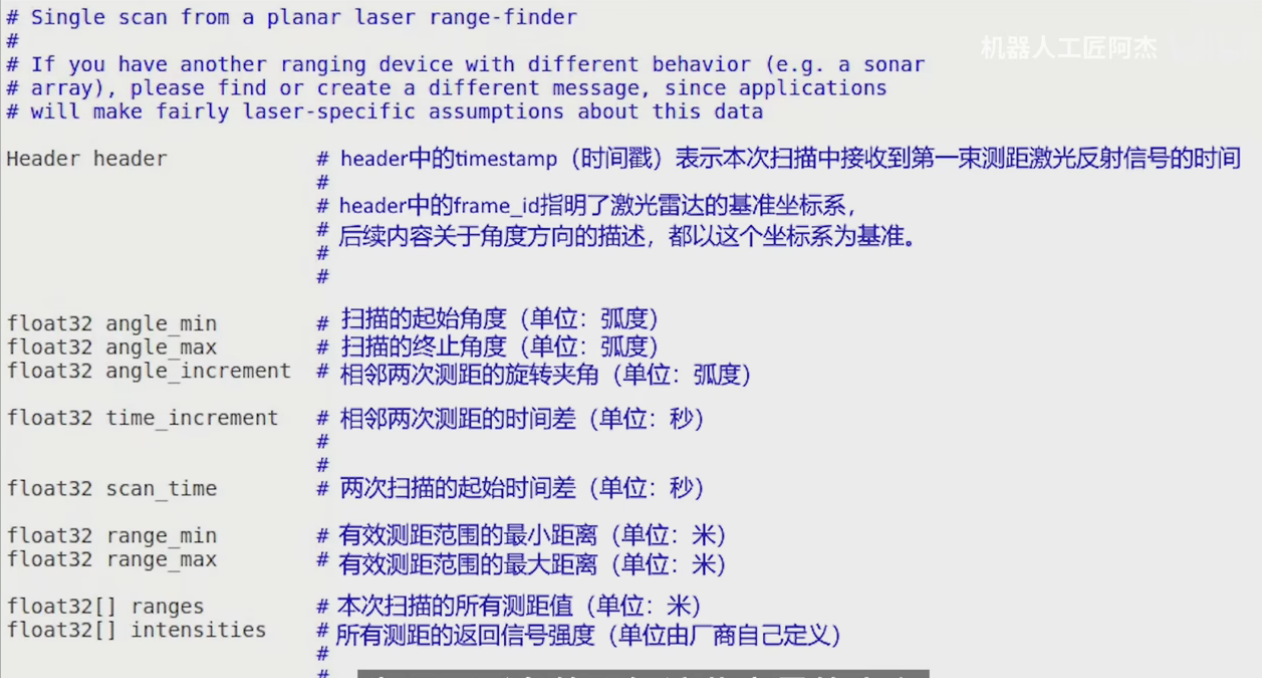 # Single scan from a planar laser range-finder
机器人工匠阿杰
#
# If you have another ranging device with different behavior (e.g. a sonar
# array), please find or create a different message, since applications
# will make fairly laser-specific assumptions about this data
Header header # header中的timestamp（时间戳）表示本次扫描中接收到第一束测距激光反射信号的时间
#
# header中的frame_id指明了激光雷达的基准坐标系，
# 后续内容关于角度方向的描述，都以这个坐标系为基准。
#
#
float32 angle_min # 扫描的起始角度（单位：弧度）
float32 angle_max # 扫描的终止角度（单位：弧度）
float32 angle_increment # 相邻两次测距的旋转夹角（单位：弧度）
float32 time_increment # 相邻两次测距的时间差（单位：秒）
#
#
float32 scan_time # 两次扫描的起始时间差（单位：秒）
float32 range_min # 有效测距范围的最小距离（单位：米）
float32 range_max # 有效测距范围的最大距离（单位：米）
float32[] ranges # 本次扫描的所有测距值（单位：米）
float32[] intensities # 所有测距的返回信号强度（单位由厂商自己定义）
#
#